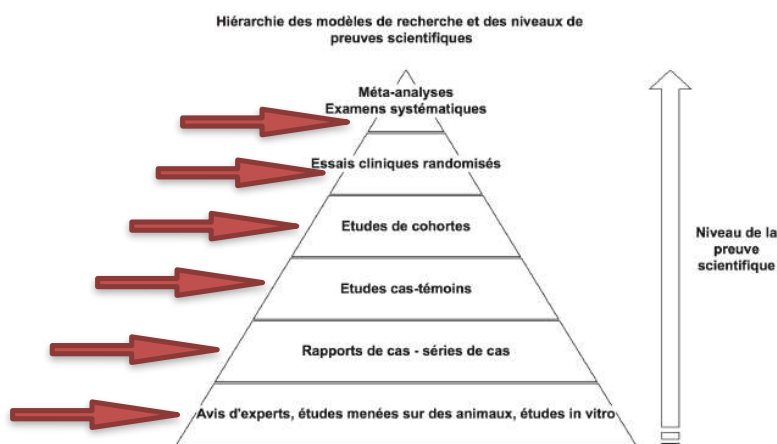 Hiérarchie des modèles de recherche et des niveaux de
preuves scientifiques
Méta-analyses
Examens systématiques
Essais cliniques randomisés
Etudes de cohortes
Niveau de la
preuve
scientifique
Etudes cas-témoins
Rapports de cas - séries de cas
Avis d'experts, études menées sur des animaux, études in vitro